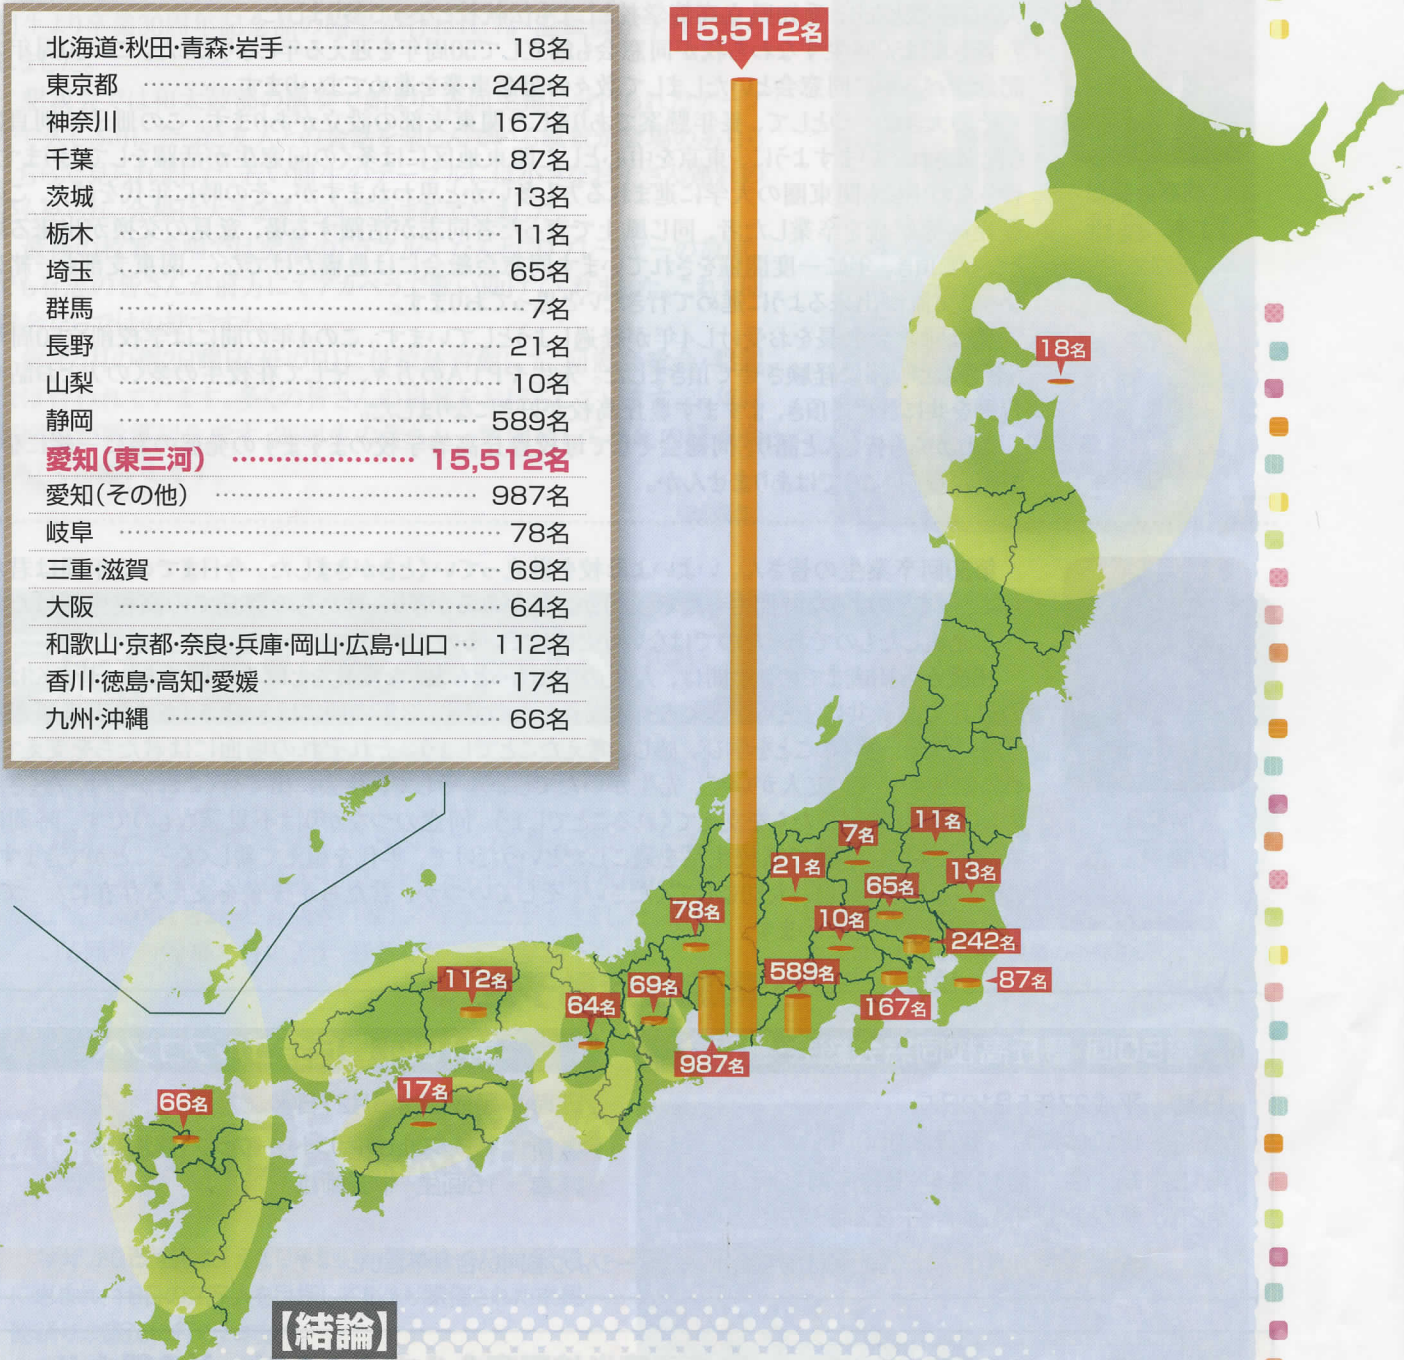 北海道・秋田・青森・岩手 18名
東京都 ………………………………… 242名
神奈川 ………………………………… 167名
千葉 ………………………………… 87名
茨城 ………………………………… 13名
栃木 ………………………………… 11名
埼玉 ………………………………… 65名
群馬 ………………………………… 7名
長野 ………………………………… 21名
山梨 ………………………………… 10名
静岡 ………………………………… 589名
愛知（東三河） ………………… 15,512名
愛知（その他） ………………………… 987名
岐阜 ………………………………… 78名
三重・滋賀 ………………………… 69名
大阪 ………………………………… 64名
和歌山・京都・奈良・兵庫・岡山・広島・山口 … 112名
香川・徳島・高知・愛媛 ………………… 17名
九州・沖縄 ………………………… 66名
15,512名
18名
11名
7名
21名
13名
65名
78名
10名
242名
589名
87名
112名
69名
64名
167名
987名
17名
66名
【結論】